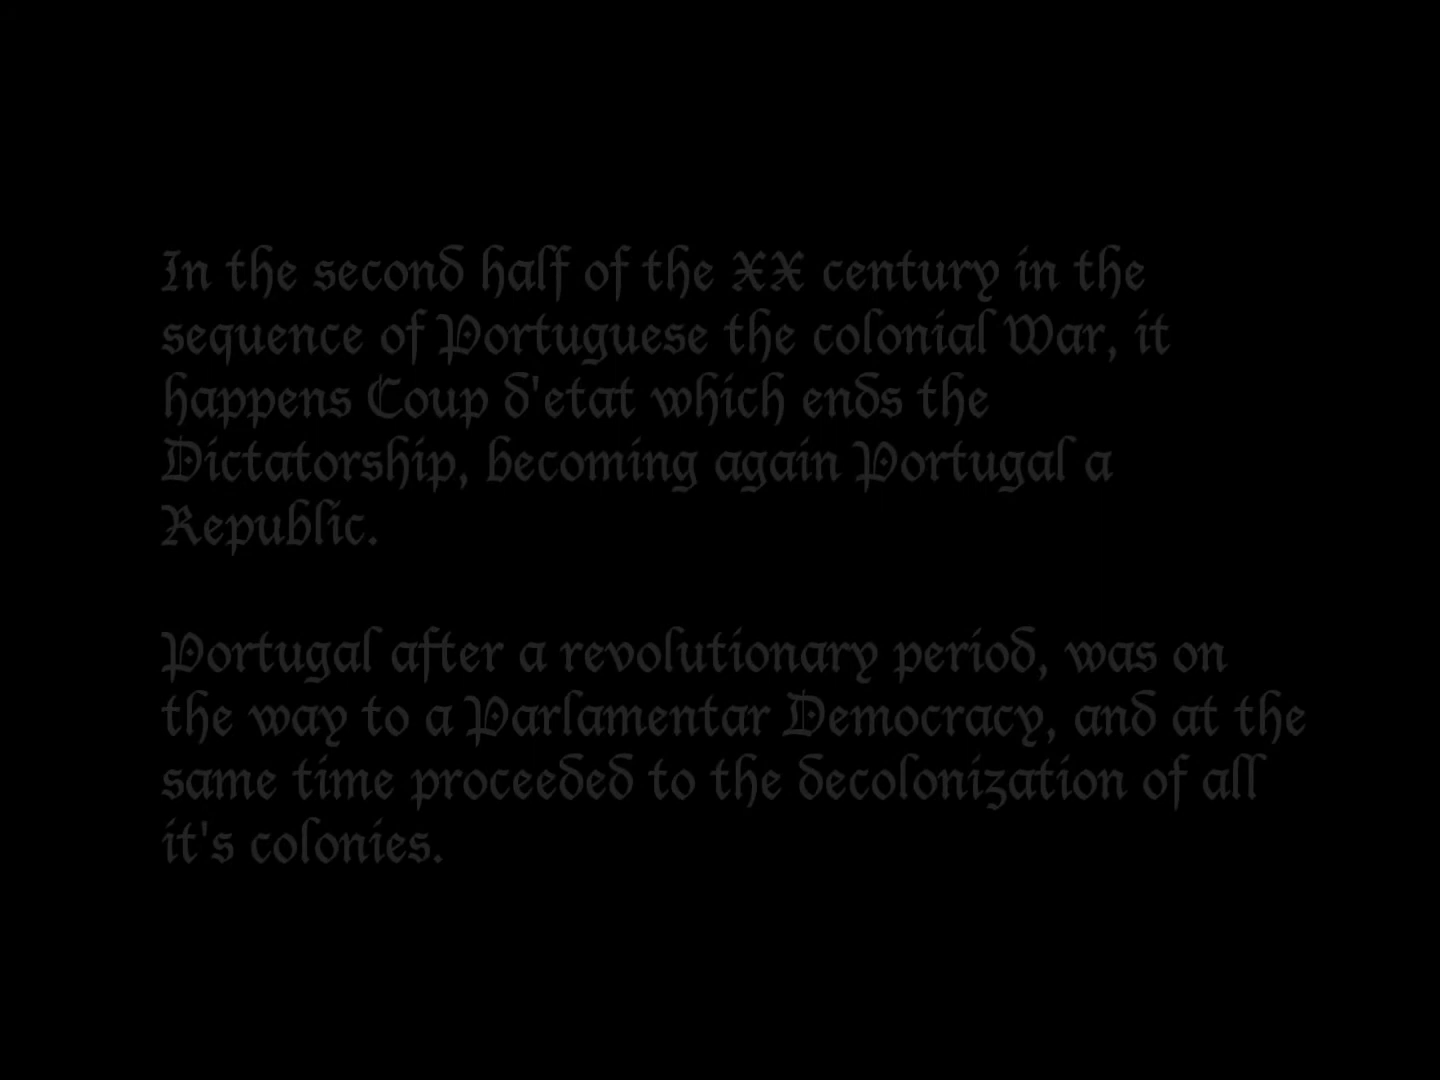 In the second half of the XX century in the
sequence of Portuguese the colonial War, it
happens Coup d'etat which ends the
Dictatorship, becoming again Portugal a
Republic.
Portugal after a revolutionary period, was on
the way to a Parlamentar Democracy, and at the
same time proceeded to the decolonization of all
it's colonies.